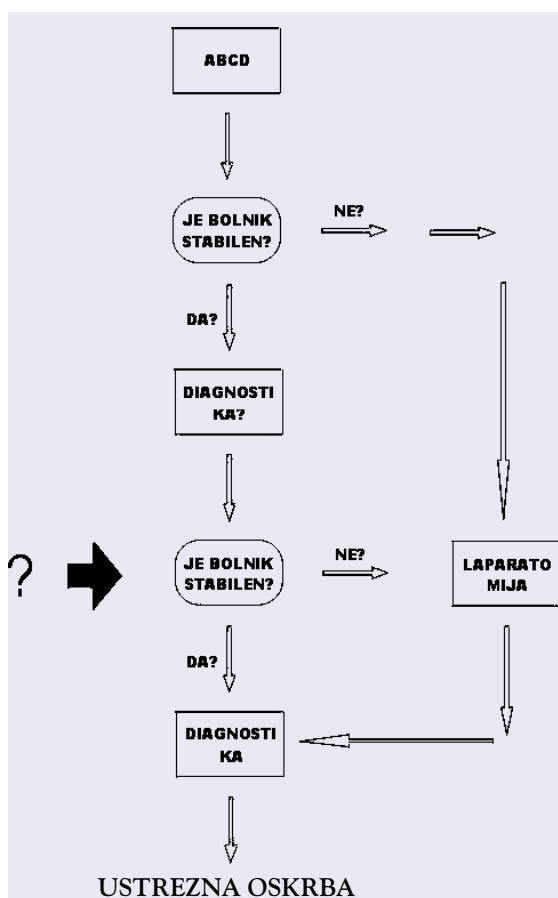 ABCD
JE BOLNIK
STABILEN?
NE?
DA?
DIAGNOSTI
KA?
?
JE BOLNIK
STABILEN?
NE?
LAPARATO
MIJA
DA?
DIAGNOSTI
KA
USTREZNA OSKRBA